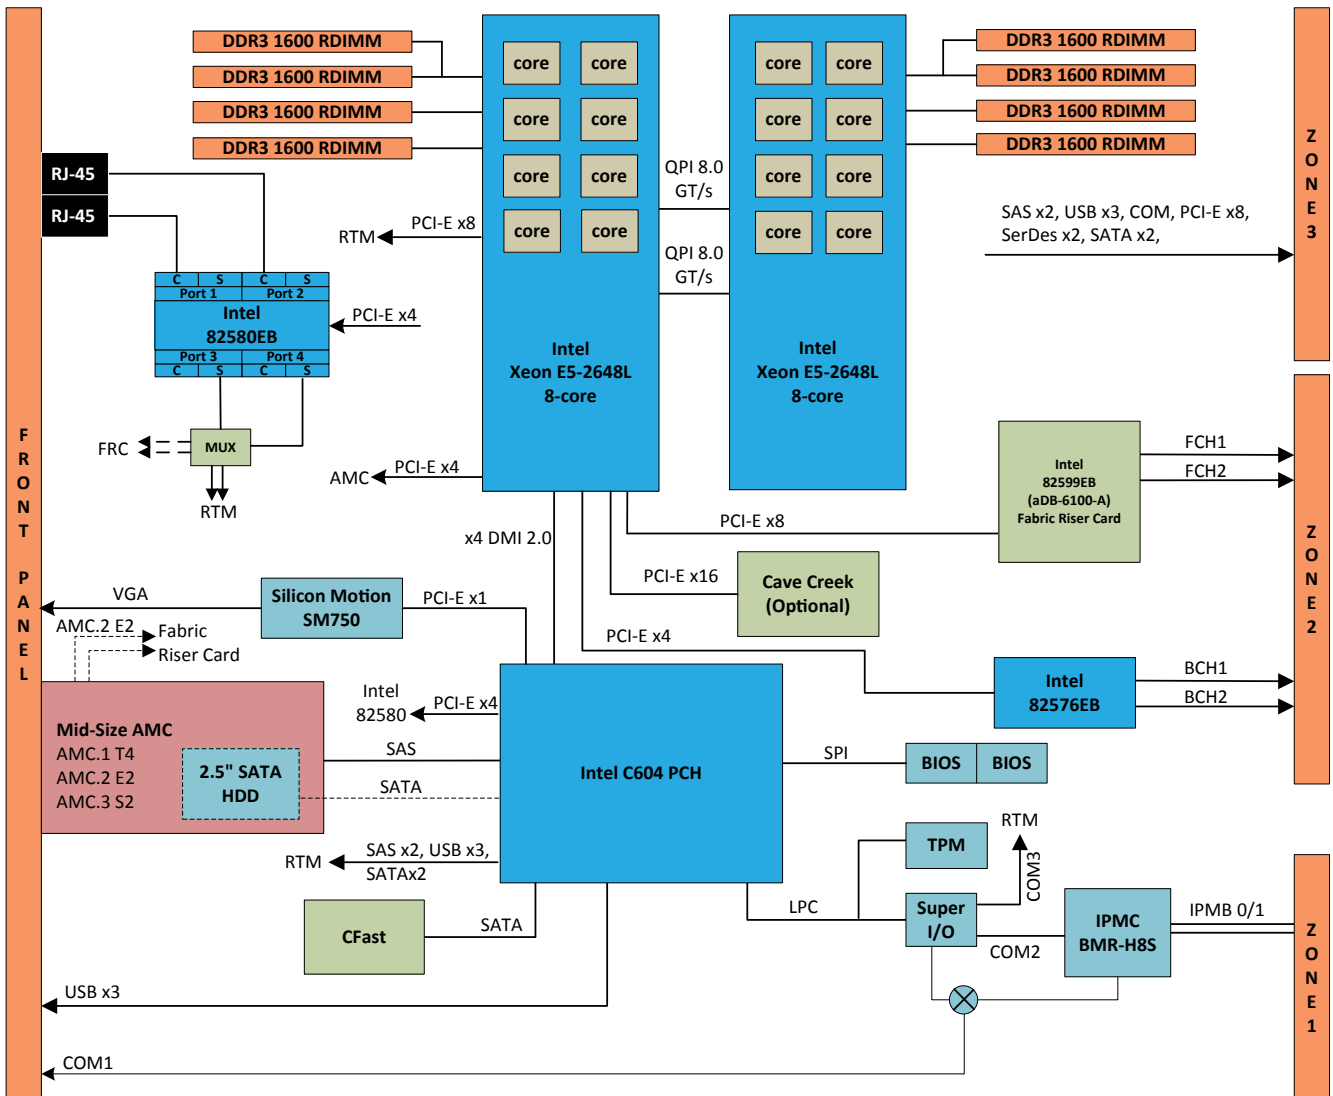 FRONT PANEL
DDR3 1600 RDIMM
DDR3 1600 RDIMM
DDR3 1600 RDIMM
DDR3 1600 RDIMM
core core
core core
core core
core core
Intel
Xeon E5-2648L
8-core
QPI 8.0
GT/s
QPI 8.0
GT/s
core core
core core
core core
core core
Intel
Xeon E5-2648L
8-core
DDR3 1600 RDIMM
DDR3 1600 RDIMM
DDR3 1600 RDIMM
DDR3 1600 RDIMM
ZONE3
RJ-45
RJ-45
RTM
PCI-E x8
SAS x2, USB x3, COM, PCI-E x8,
SerDes x2, SATA x2,
C S C S
Port 1 Port 2
Intel
82580EB
Port 3 Port 4
C S C S
PCI-E x4
MUX
FRC
RTM
AMC
PCI-E x4
x4 DMI 2.0
PCI-E x8
Intel
82599EB
(aDB-6100-A)
Fabric Riser Card
FCH1
FCH2
ZONE2
PCI-E x16
Cave Creek
(Optional)
PCI-E x4
VGA
Silicon Motion
SM750
PCI-E x1
AMC.2 E2
Fabric
Riser Card
Intel
82576EB
BCH1
BCH2
Intel
82580
PCI-E x4
Mid-Size AMC
AMC.1 T4
AMC.2 E2
AMC.3 S2
2.5" SATA
HDD
SAS
SATA
Intel C604 PCH
SPI
BIOS BIOS
RTM
SAS x2, USB x3,
SATAx2
TPM
RTM
COM3
CFast
SATA
LPC
Super
I/O
COM2
IPMC
BMR-H8S
IPMB 0/1
ZONE1
USB x3
COM1